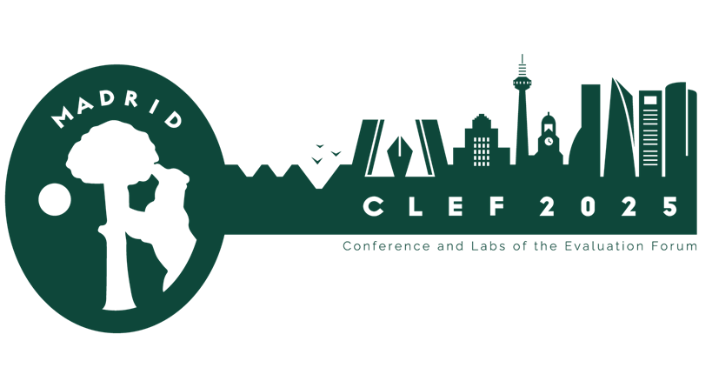 MADRID
CLEF 2025
Conference and Labs of the Evaluation Forum